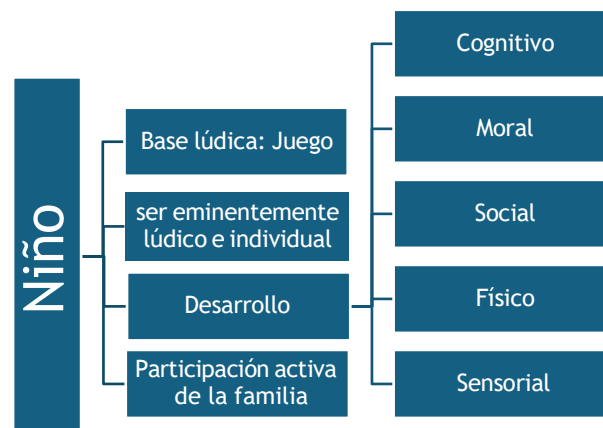 Niño
Base lúdica: Juego
ser eminentemente
lúdico e individual
Desarrollo
Participación activa
de la familia
Cognitivo
Moral
Social
Físico
Sensorial